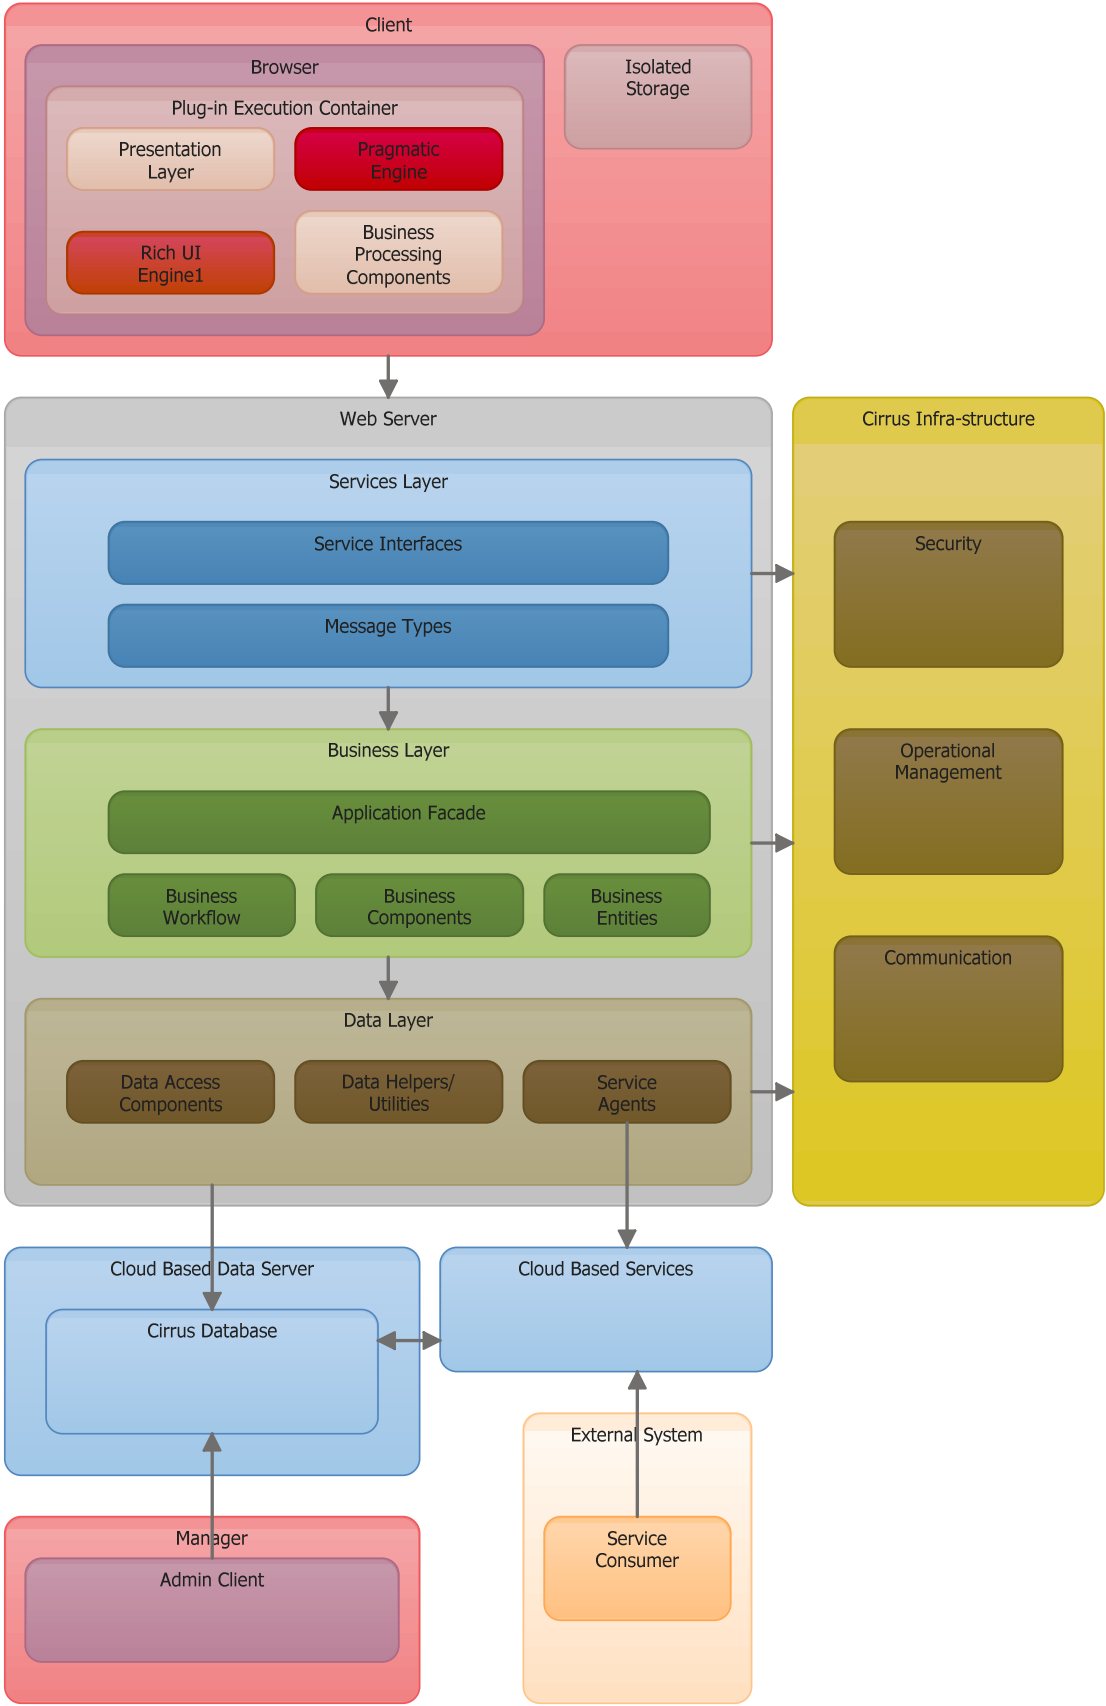 Client
Browser
Isolated
Storage
Plug-in Execution Container
Presentation
Layer
Pragmatic
Engine
Rich UI
Engine1
Business
Processing
Components
Web Server
Cirrus Infra-structure
Services Layer
Service Interfaces
Security
Message Types
Business Layer
Operational
Management
Application Facade
Business
Workflow
Business
Components
Business
Entities
Communication
Data Layer
Data Access
Components
Data Helpers/
Utilities
Service
Agents
Cloud Based Data Server
Cloud Based Services
Cirrus Database
External System
Manager
Service
Consumer
Admin Client